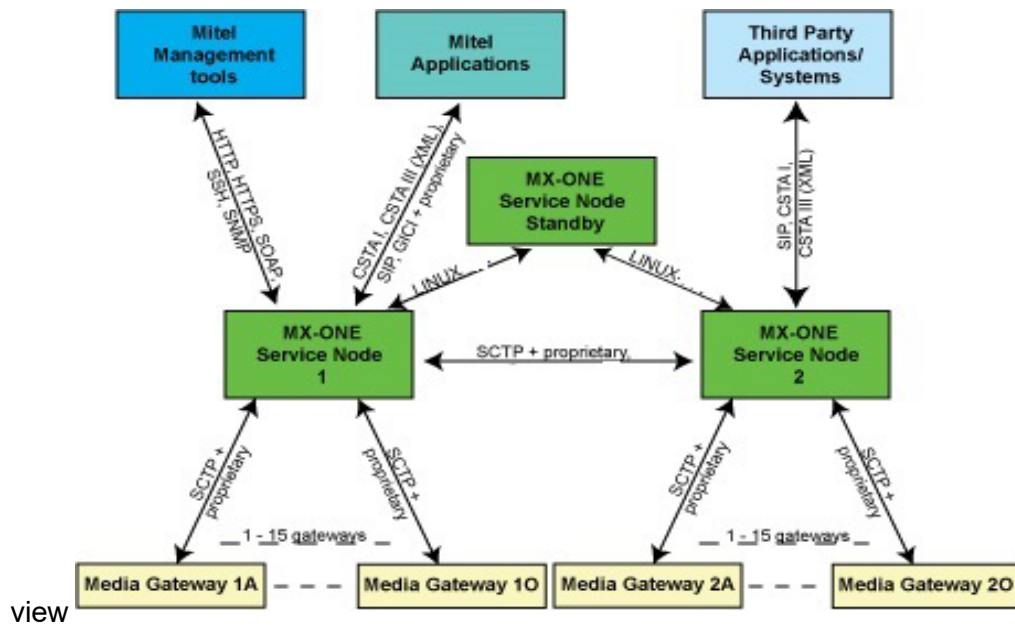 Mitel
Management
tools
Mitel
Applications
Third Party
Applications/
Systems
HTTP, HTTPS, SOAP,
SSH, SNMP
CSTA I, CSTA III (XML),
SIP, GICI + proprietary
MX-ONE
Service Node
Standby
SIP, CSTA I,
CSTA III (XML)
LINUX. . .
LINUX. . .
MX-ONE
Service Node
1
SCTP + proprietary,
MX-ONE
Service Node
2
SCTP +
proprietary
SCTP +
proprietary
SCTP +
proprietary
SCTP +
proprietary
1 - 15 gateways
1 - 15 gateways
Media Gateway 1A
Media Gateway 1O
Media Gateway 2A
Media Gateway 2O
view